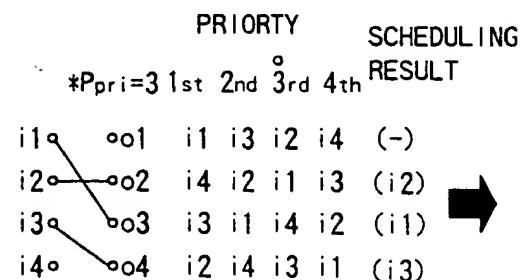 PRIORTY
SCHEDULING
RESULT
*Ppri=3 1st 2nd 3rd 4th
i1 o1 i1 i3 i2 i4 (-)
i2 o2 i4 i2 i1 i3 (i2)
i3 o3 i3 i1 i4 i2 (i1)
i4 o4 i2 i4 i3 i1 (i3)